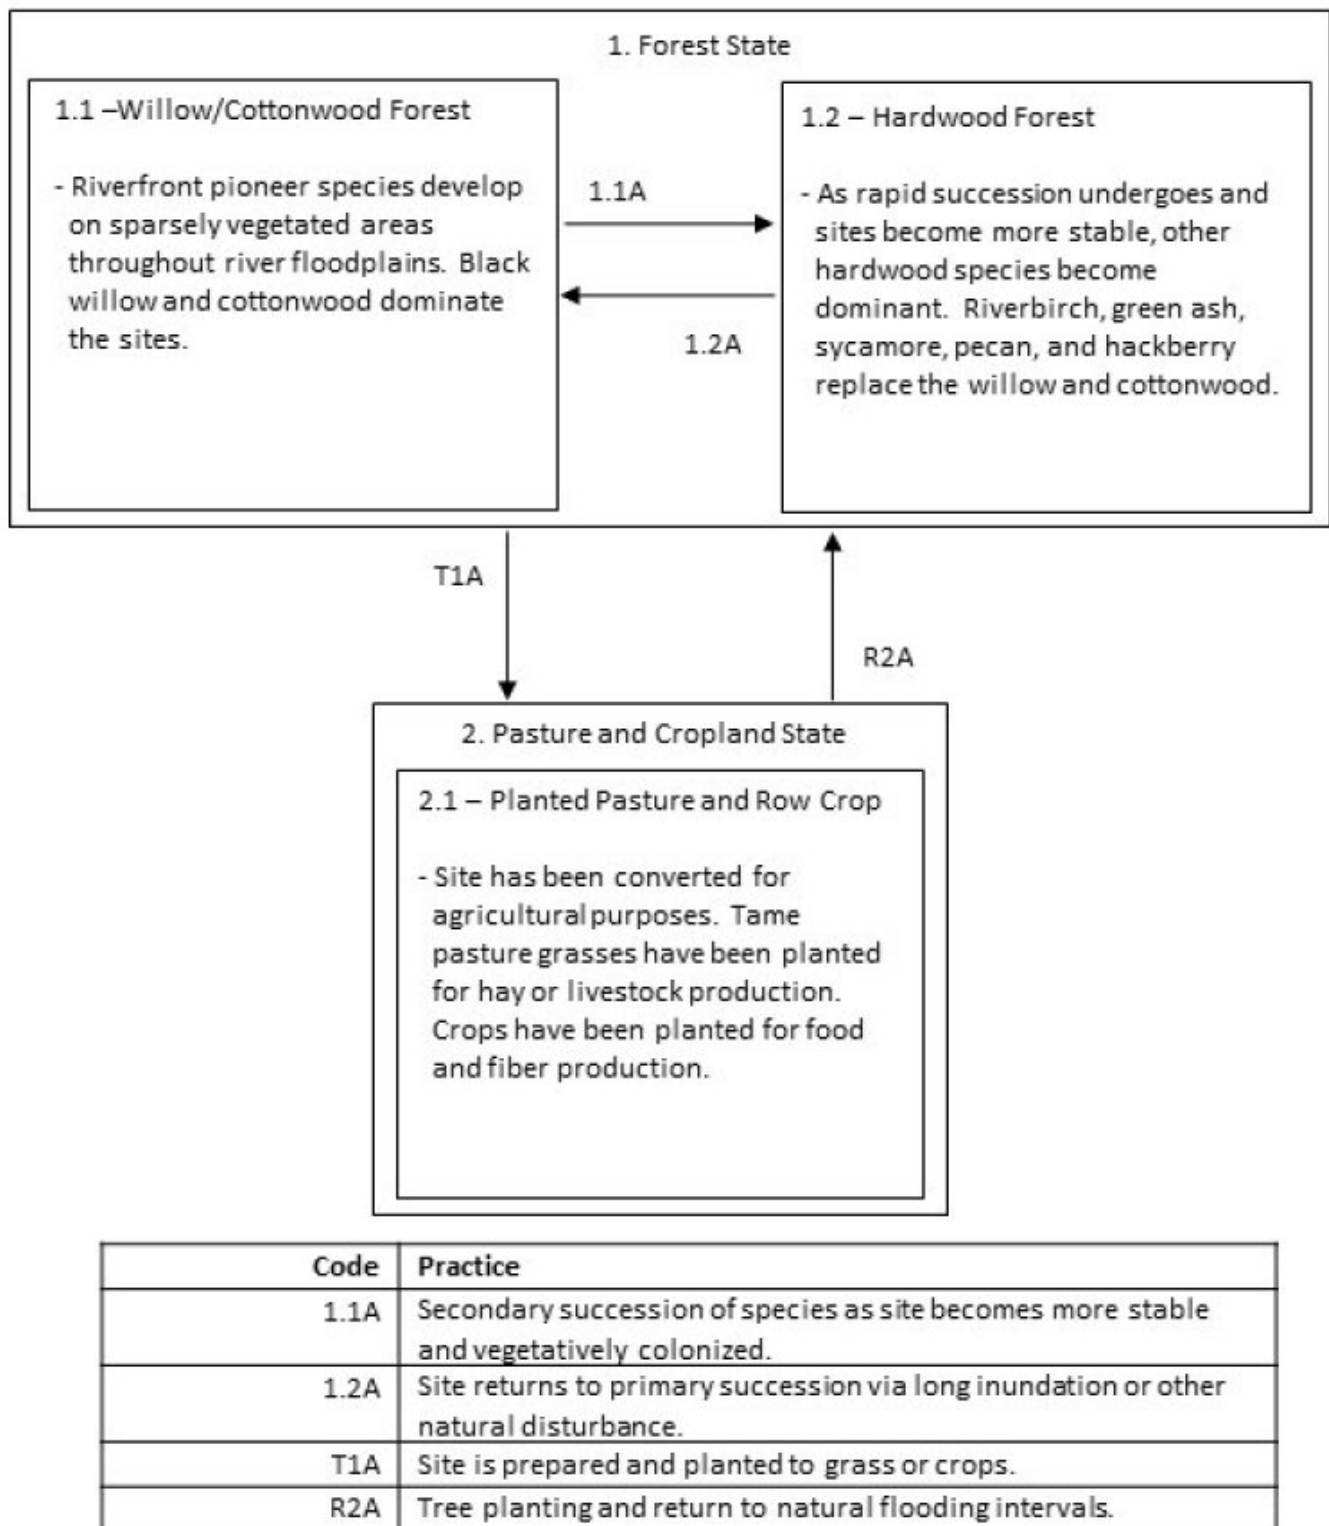 1. Forest State
1.1 –Willow/Cottonwood Forest
- Riverfront pioneer species develop
on sparsely vegetated areas
throughout river floodplains. Black
willow and cottonwood dominate
the sites.
1.1A
1.2A
1.2 – Hardwood Forest
- As rapid succession undergoes and
sites become more stable, other
hardwood species become
dominant. Riverbirch, green ash,
sycamore, pecan, and hackberry
replace the willow and cottonwood.
T1A
R2A
2. Pasture and Cropland State
2.1 – Planted Pasture and Row Crop
- Site has been converted for
agricultural purposes. Tame
pasture grasses have been planted
for hay or livestock production.
Crops have been planted for food
and fiber production.
Code Practice
1.1A Secondary succession of species as site becomes more stable
and vegetatively colonized.
1.2A Site returns to primary succession via long inundation or other
natural disturbance.
T1A Site is prepared and planted to grass or crops.
R2A Tree planting and return to natural flooding intervals.